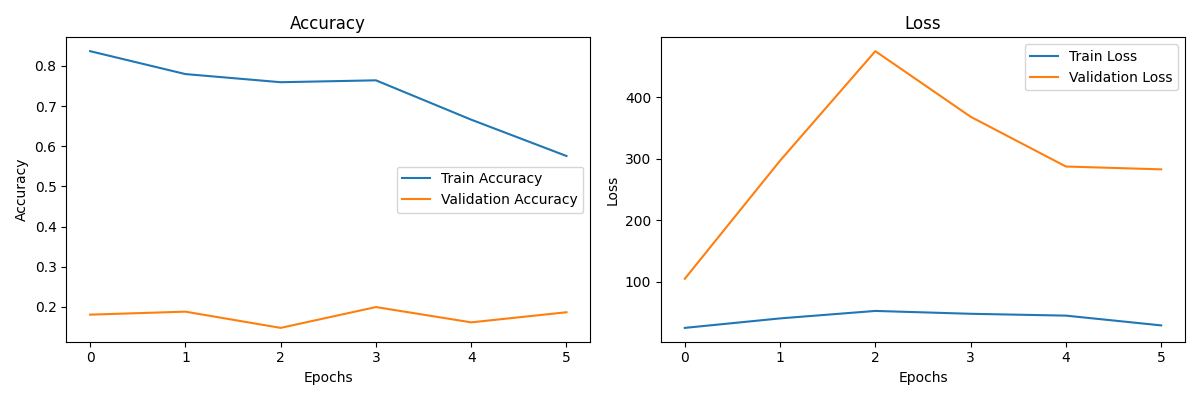 Accuracy
Accuracy
0.8
0.7
0.6
0.5
0.4
0.3
0.2
Train Accuracy
Validation Accuracy
0 1 2 3 4 5
Epochs
Loss
Loss
400
300
200
100
Train Loss
Validation Loss
0 1 2 3 4 5
Epochs